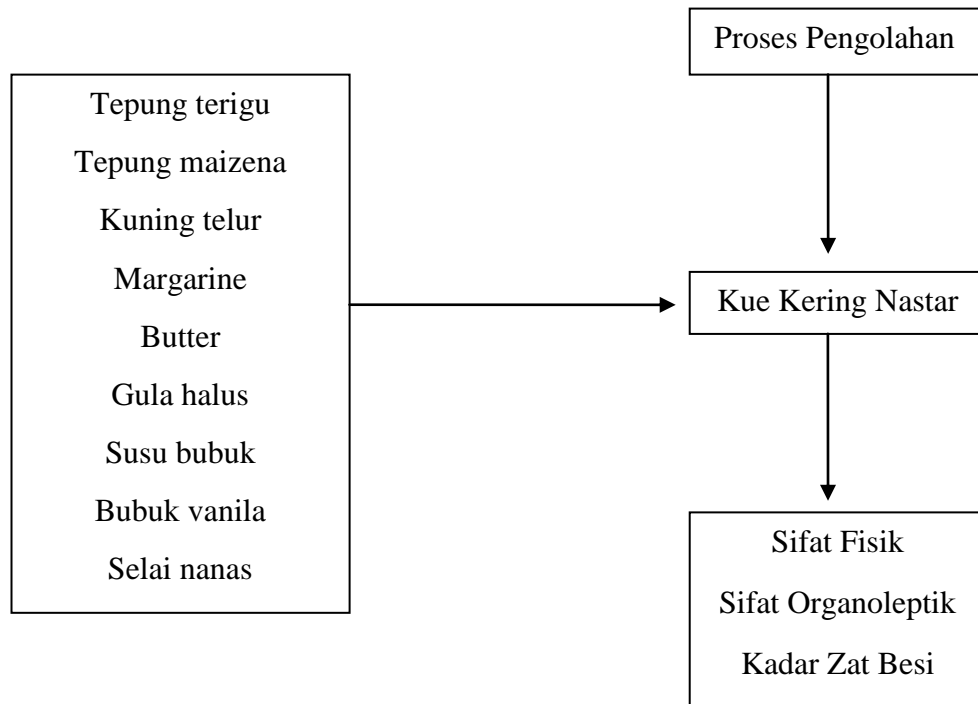 Proses Pengolahan
Tepung terigu
Tepung maizena
Kuning telur
Margarine
Butter
Gula halus
Susu bubuk
Bubuk vanila
Selai nanas
Kue Kering Nastar
Sifat Fisik
Sifat Organoleptik
Kadar Zat Besi